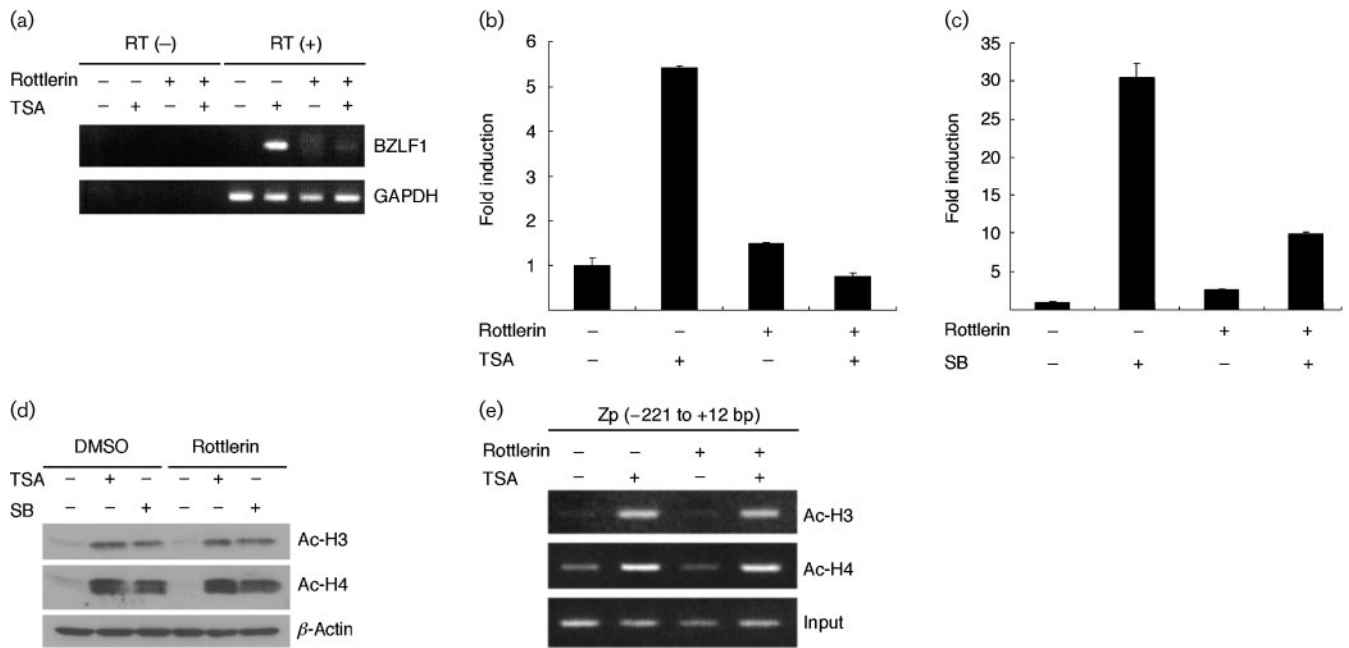 (a)
RT (–) RT (+)
Rottlerin – – + + – – + +
TSA – + – + – + – +
BZLF1
GAPDH
(b)
6
5
4
3
2
1
Fold induction
Rottlerin – – + +
TSA – + – +
(c)
35
30
25
20
15
10
5
Fold induction
Rottlerin – – + +
SB – + – +
(d)
DMSO Rottlerin
TSA – + – – + –
SB – – + – – +
Ac-H3
Ac-H4
β-Actin
(e)
Zp (–221 to +12 bp)
Rottlerin – – + +
TSA – + – +
Ac-H3
Ac-H4
Input